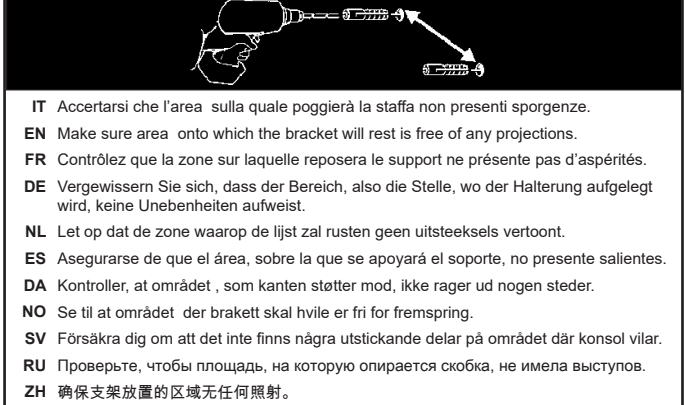 IT Accertarsi che l'area sulla quale poggierà la staffa non presenti sporgenze.
EN Make sure area onto which the bracket will rest is free of any projections.
FR Contrôlez que la zone sur laquelle reposera le support ne présente pas d'aspérités.
DE Vergewissern Sie sich, dass der Bereich, also die Stelle, wo der Halterung aufgelegt
wird, keine Unebenheiten aufweist.
NL Let op dat de zone waarop de lijst zal rusten geen uitsteeksels vertoont.
ES Asegurarse de que el área, sobre la que se apoyará el soporte, no presente salientes.
DA Kontroller, at området , som kanten støtter mod, ikke rager ud nogen steder.
NO Se til at området der brakett skal hvile er fri for fremspring.
SV Försäkra dig om att det inte finns några utstickande delar på området där konsol vilar.
RU Проверьте, чтобы площадь, на которую опирается скобка, не имела выступов.
ZH 确保支架放置的区域无任何照射。